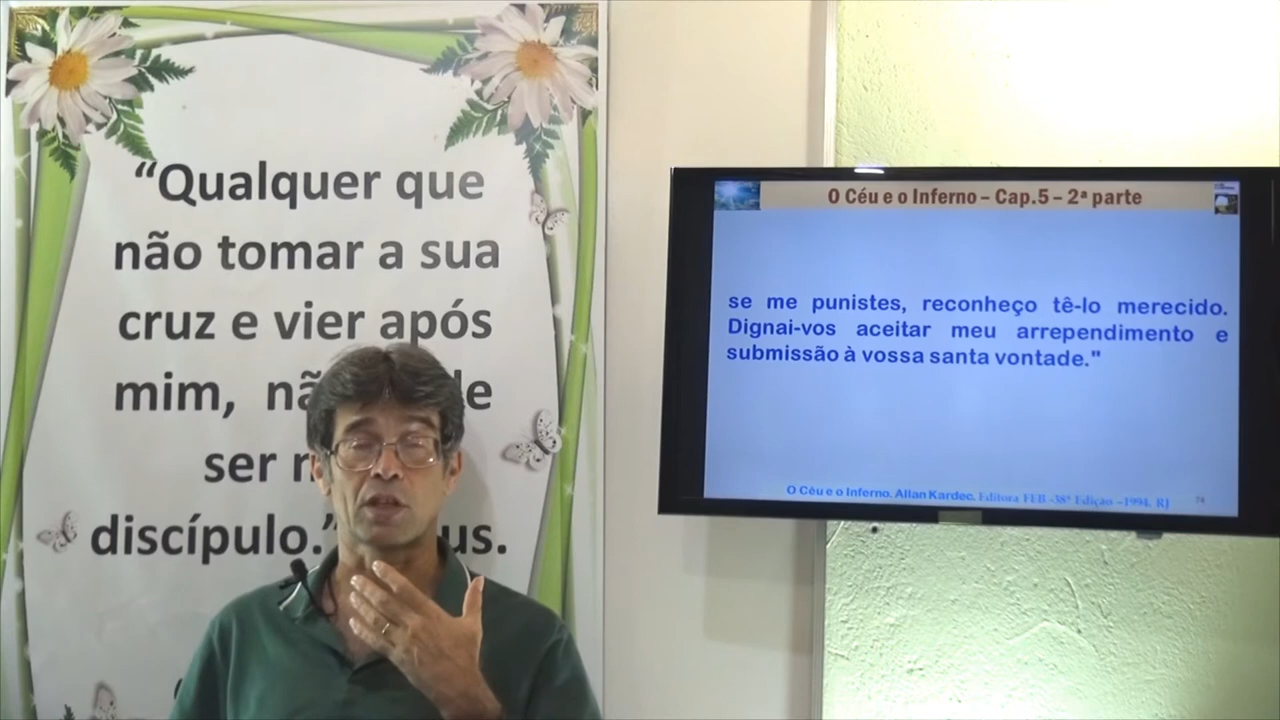 “Qualquer que
não tomar a sua
cruz e vier após
mim,
ser
discípulo.”
O Céu e o Inferno – Cap.5 – 2ª parte
se me punistes, reconheço tê-lo merecido.
Dignai-vos aceitar meu arrependimento e
submissão à vossa santa vontade."
O Céu e o Inferno. Allan Kardec. Editora FEB -38ª Edição –1994. RJ
74